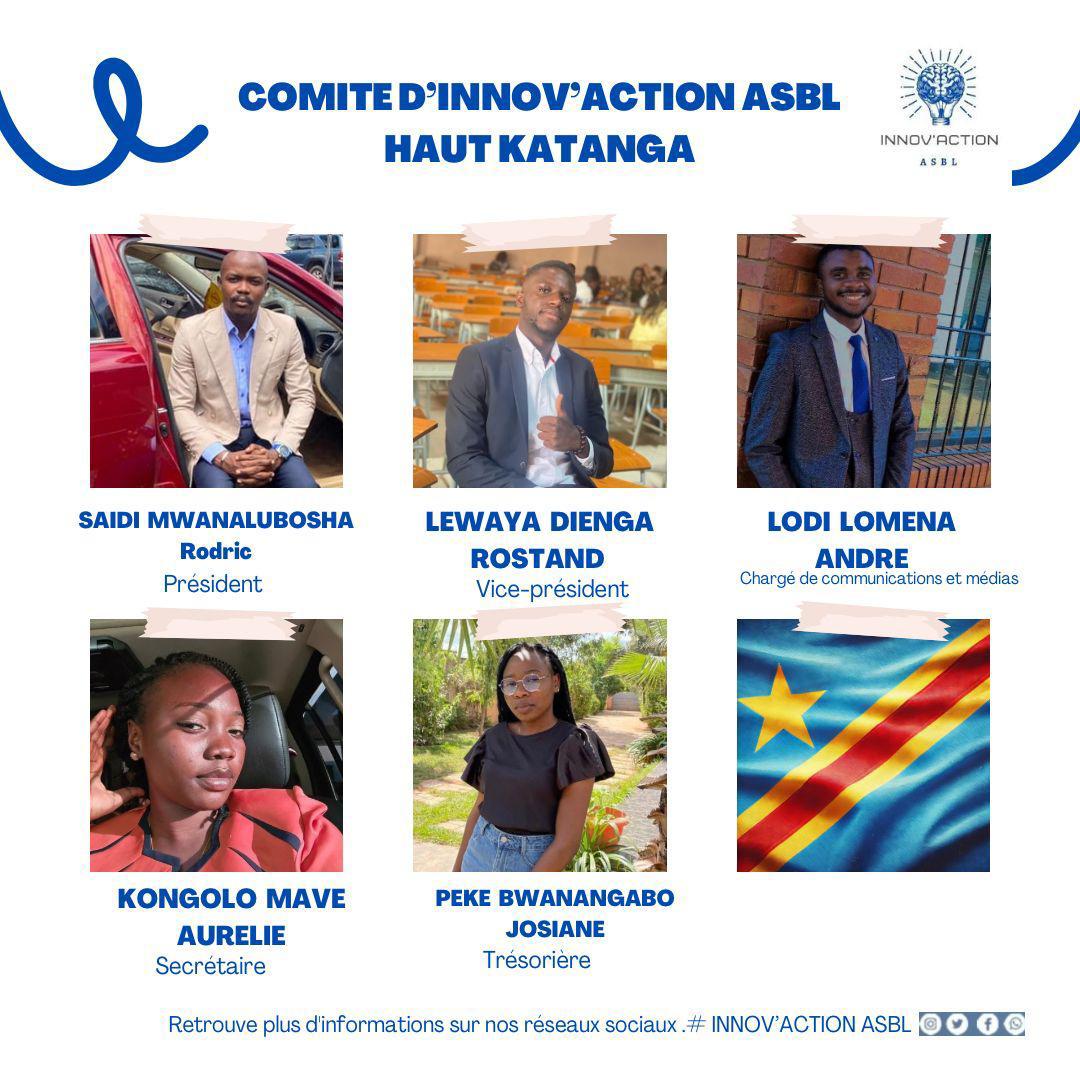 COMITE D'INNOV'ACTION ASBL
HAUT KATANGA
INNOV'ACTION
ASBL
SAIDI MWANALUBOSHA
Rodric
Président
LEWAYA DIENGA
ROSTAND
Vice-président
LODI LOMENA
ANDRE
Chargé de communications et médias
KONGOLO MAVE
AURELIE
Secrétaire
PEKE BWANANGABO
JOSIANE
Trésorière
Retrouve plus d'informations sur nos réseaux sociaux .# INNOV'ACTION ASBL